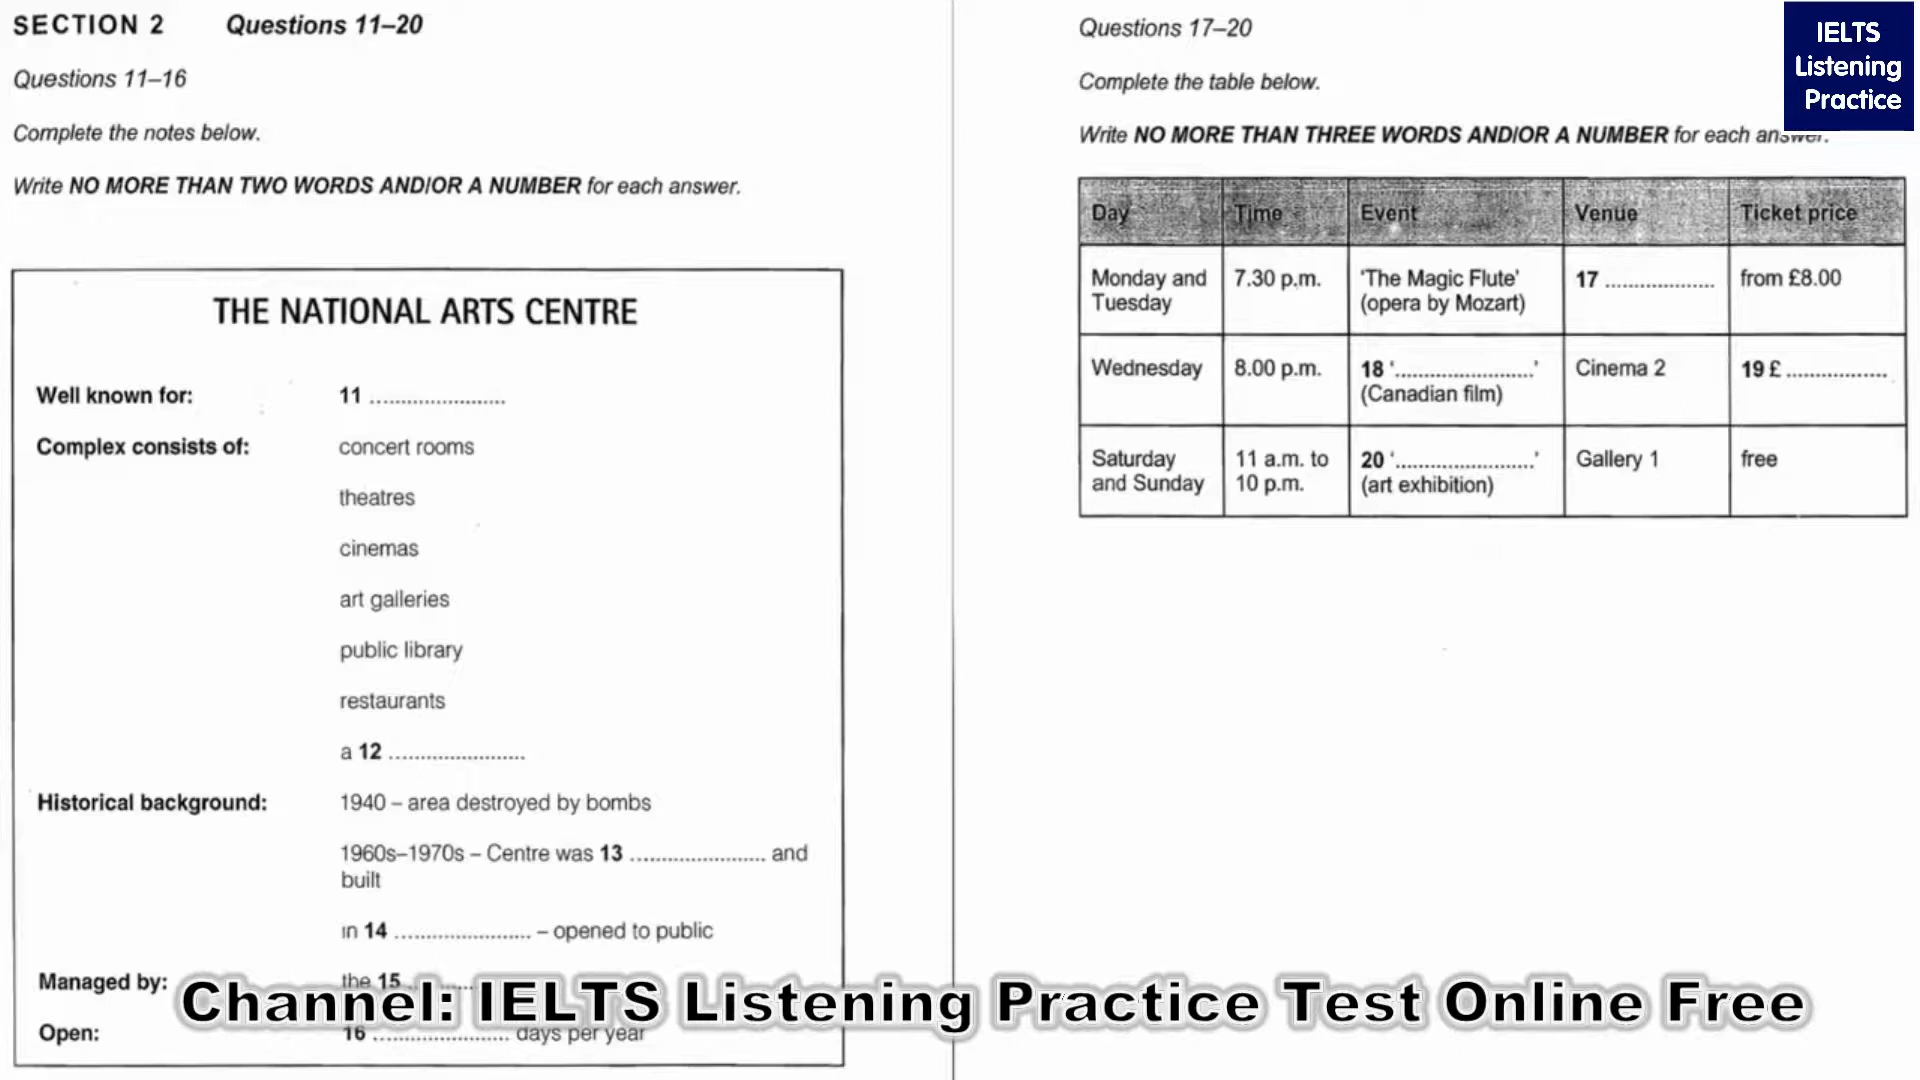 SECTION 2 Questions 11–20
Questions 11–16
Complete the notes below.
Write NO MORE THAN TWO WORDS AND/OR A NUMBER for each answer.
THE NATIONAL ARTS CENTRE
Well known for: 11 ......................
Complex consists of: concert rooms
theatres
cinemas
art galleries
public library
restaurants
a 12 ......................
Historical background: 1940 – area destroyed by bombs
1960s–1970s – Centre was 13 ...................... and
built
in 14 ...................... – opened to public
Managed by: the 15
Open: 16 ...................... days per year
Questions 17–20
Complete the table below.
Write NO MORE THAN THREE WORDS AND/OR A NUMBER for each answer.
Day Time Event Venue Ticket price
Monday and 7.30 p.m. 'The Magic Flute' 17 .................. from £8.00
Tuesday (opera by Mozart)
Wednesday 8.00 p.m. 18 '......................' Cinema 2 19 £ ................
(Canadian film)
Saturday 11 a.m. to 20 '......................' Gallery 1 free
and Sunday 10 p.m. (art exhibition)
IELTS
Listening
Practice
Channel: IELTS Listening Practice Test Online Free